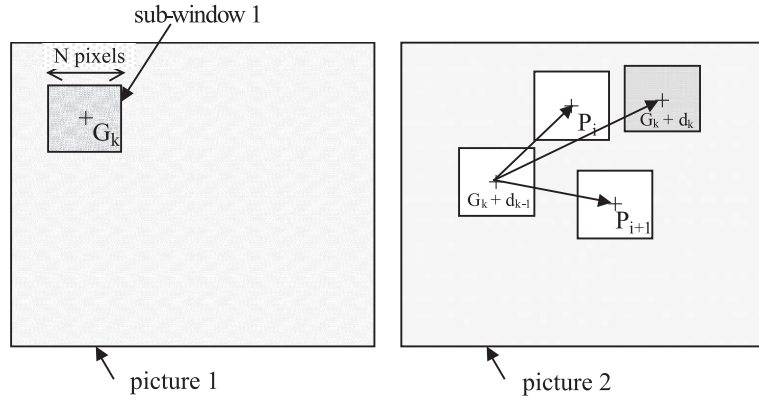 sub-window 1
N pixels
G_k
P_i
G_k + d_k
G_k + d_{k-1}
P_{i+1}
picture 1
picture 2